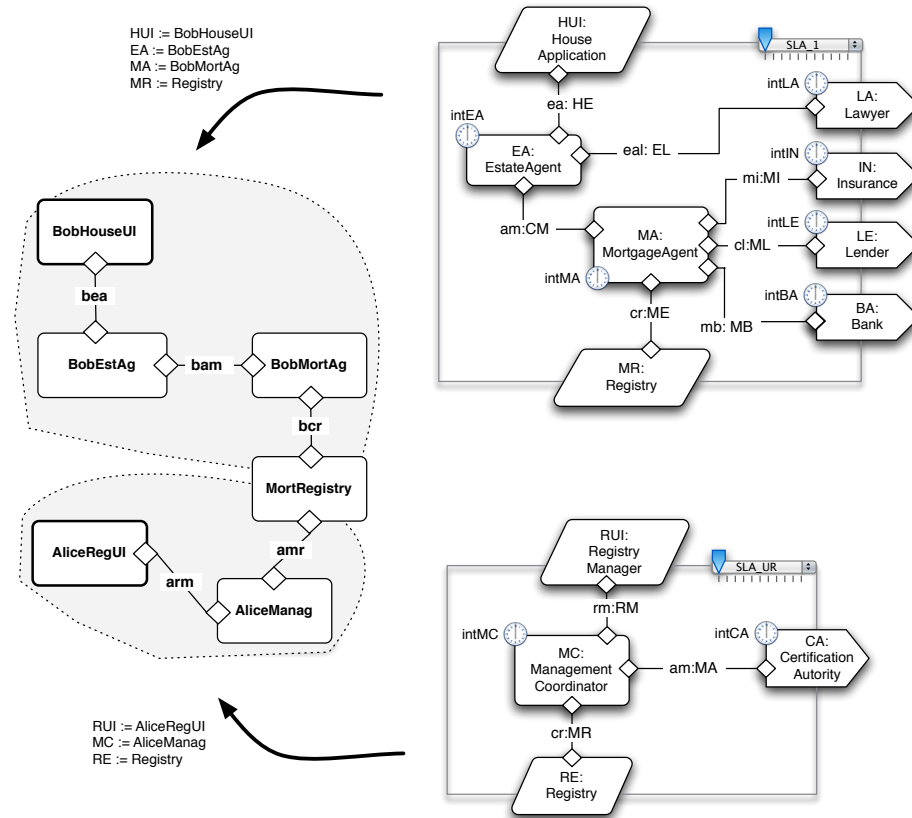 HUI := BobHouseUI
EA := BobEstAg
MA := BobMortAg
MR := Registry
HUI:
House
Application
SLA_1
ea: HE
intEA
EA:
EstateAgent
eal: EL
intLA
LA:
Lawyer
intIN
IN:
Insurance
mi:MI
am:CM
MA:
MortgageAgent
intMA
cl:ML
intLE
LE:
Lender
intBA
BA:
Bank
mb: MB
cr:ME
MR:
Registry
BobHouseUI
bea
BobEstAg
bam
BobMortAg
bcr
MortRegistry
AliceRegUI
amr
arm
AliceManag
RUI:
Registry
Manager
SLA_UR
rm:RM
intMC
MC:
Management
Coordinator
am:MA
intCA
CA:
Certification
Autority
cr:MR
RE:
Registry
RUI := AliceRegUI
MC := AliceManag
RE := Registry